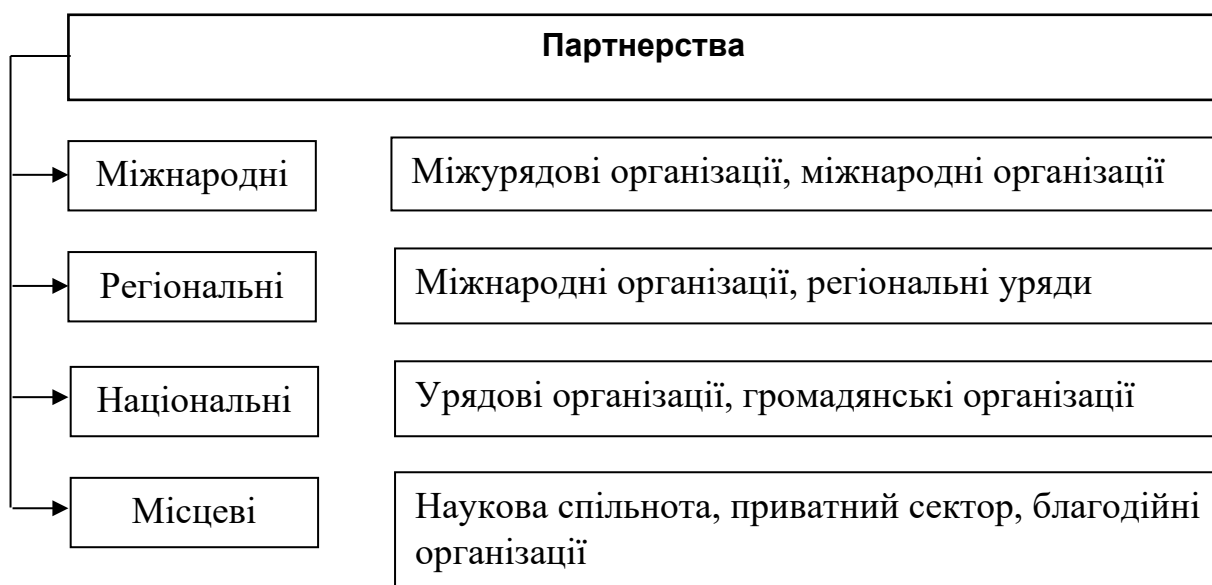 Партнерства
Міжнародні
Міжурядові організації, міжнародні організації
Регіональні
Міжнародні організації, регіональні уряди
Національні
Урядові організації, громадянські організації
Місцеві
Наукова спільнота, приватний сектор, благодійні
організації